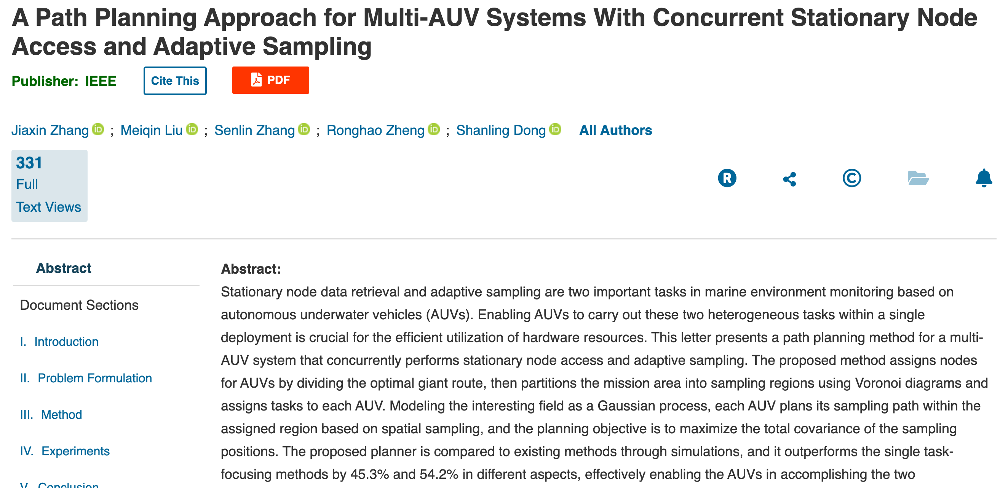 A Path Planning Approach for Multi-AUV Systems With Concurrent Stationary Node
Access and Adaptive Sampling
Publisher: IEEE
Cite This
PDF
Jiaxin Zhang iD ; Meiqin Liu iD ; Senlin Zhang iD ; Ronghao Zheng iD ; Shanling Dong iD All Authors
331
Full
Text Views
R
©
Abstract
Document Sections
I. Introduction
II. Problem Formulation
III. Method
IV. Experiments
V. Conclusion
Abstract:
Stationary node data retrieval and adaptive sampling are two important tasks in marine environment monitoring based on
autonomous underwater vehicles (AUVs). Enabling AUVs to carry out these two heterogeneous tasks within a single
deployment is crucial for the efficient utilization of hardware resources. This letter presents a path planning method for a multi-
AUV system that concurrently performs stationary node access and adaptive sampling. The proposed method assigns nodes
for AUVs by dividing the optimal giant route, then partitions the mission area into sampling regions using Voronoi diagrams and
assigns tasks to each AUV. Modeling the interesting field as a Gaussian process, each AUV plans its sampling path within the
assigned region based on spatial sampling, and the planning objective is to maximize the total covariance of the sampling
positions. The proposed planner is compared to existing methods through simulations, and it outperforms the single task-
focusing methods by 45.3% and 54.2% in different aspects, effectively enabling the AUVs in accomplishing the two